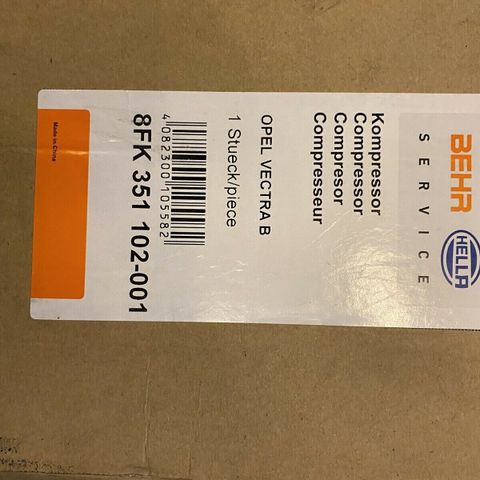 BEHR
HELLA
SERVICE
Kompressor
Compressor
Compresor
Compresseur
OPEL VECTRA B
1 Stueck/piece
4 082300 105582
8FK 351 102-001
Made in China